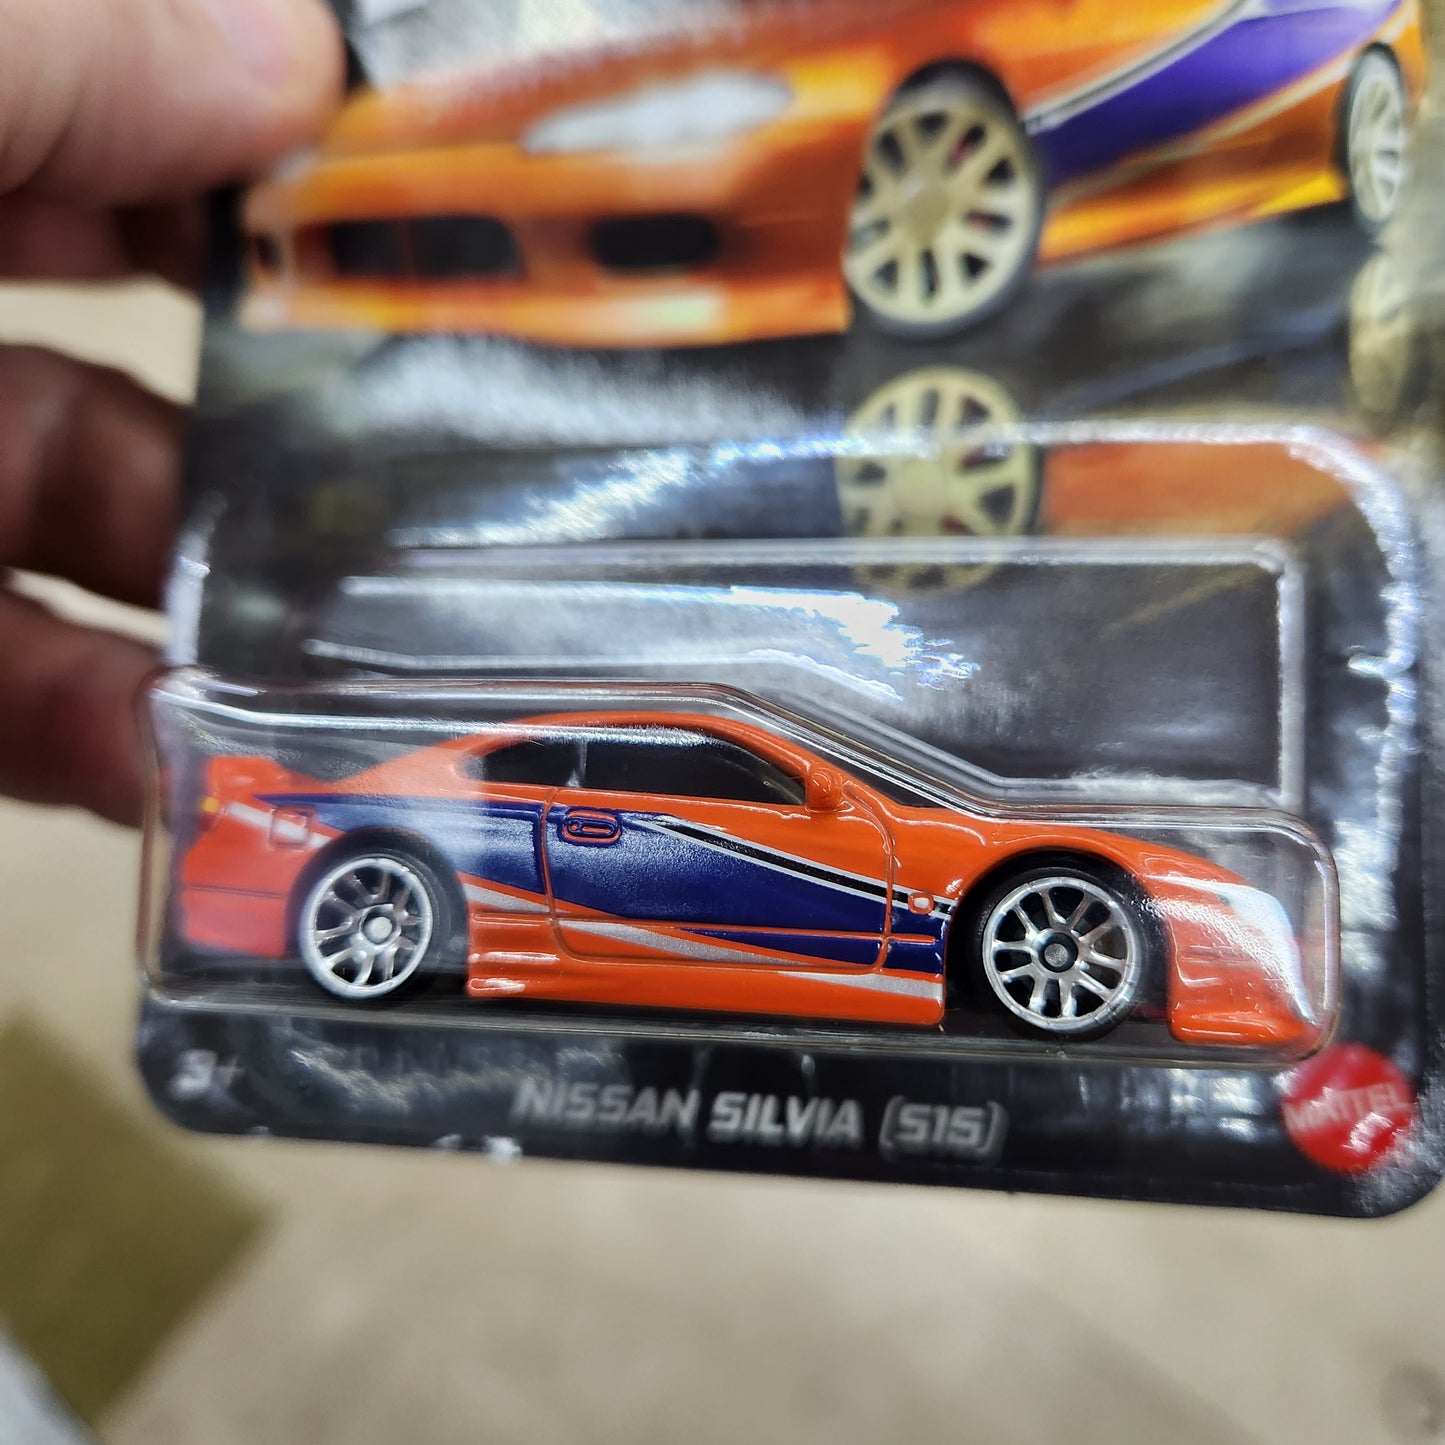 3+
NISSAN SILVIA (S15)
MATTEL